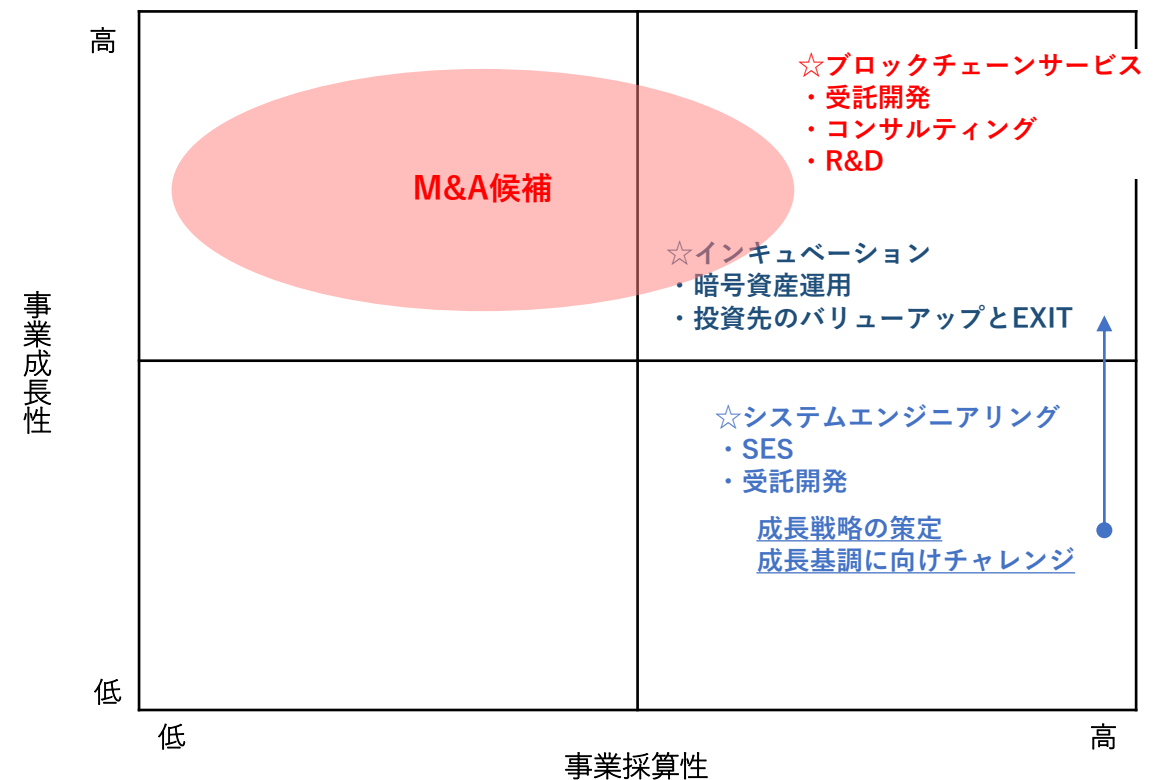 高
☆ブロックチェーンサービス
・受託開発
・コンサルティング
・R&D
M&A候補
☆インキュベーション
・暗号資産運用
・投資先のバリューアップとEXIT
事業成長性
☆システムエンジニアリング
・SES
・受託開発
成長戦略の策定
成長基調に向けチャレンジ
低
低
高
事業採算性